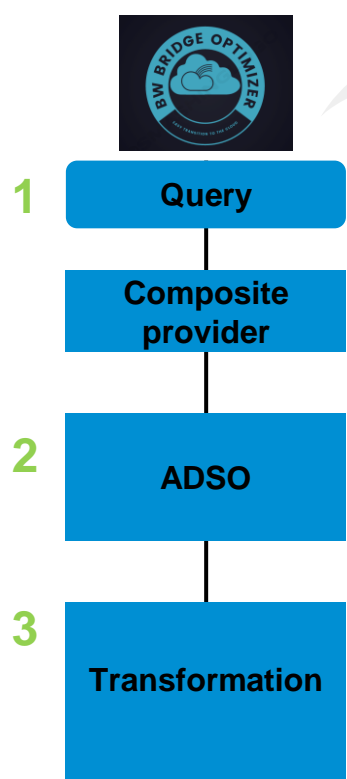 BW BRIDGE OPTIMIZER
1
Query
Composite
provider
2
ADSO
3
Transformation